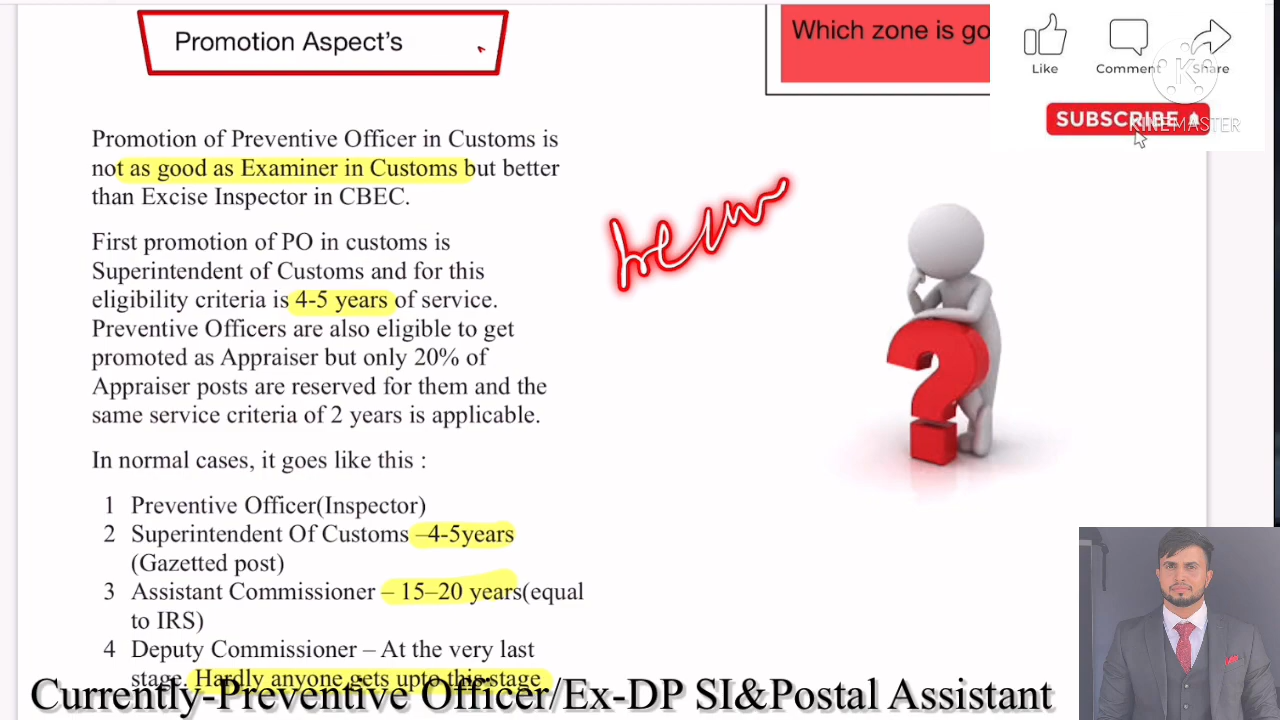 Promotion Aspect's
Which zone is go
Like
Comment
Share
SUBSCRIBE
KINEMASTER
Promotion of Preventive Officer in Customs is
not as good as Examiner in Customs but better
than Excise Inspector in CBEC.
First promotion of PO in customs is
Superintendent of Customs and for this
eligibility criteria is 4-5 years of service.
Preventive Officers are also eligible to get
promoted as Appraiser but only 20% of
Appraiser posts are reserved for them and the
same service criteria of 2 years is applicable.
In normal cases, it goes like this :
1 Preventive Officer(Inspector)
2 Superintendent Of Customs –4-5years
(Gazetted post)
3 Assistant Commissioner – 15–20 years(equal
to IRS)
4 Deputy Commissioner – At the very last
stage. Hardly anyone gets upto this stage
Currently-Preventive Officer/Ex-DP SI&Postal Assistant